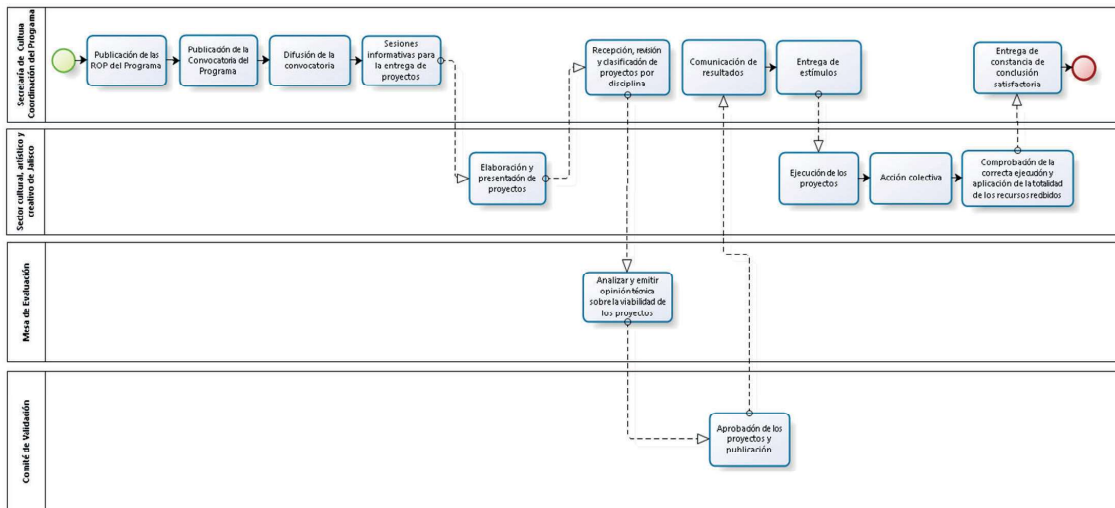 Secretaría de Cultura
Coordinación del Programa
Publicación de las
ROP del Programa
Publicación de la
Convocatoria del
Programa
Difusión de la
convocatoria
Sesiones
informativas para
la entrega de
proyectos
Recepción, revisión
y clasificación de
proyectos por
disciplina
Comunicación de
resultados
Entrega de
estímulos
Entrega de
constancia de
conclusión
satisfactoria
Sector cultural, artístico y
creativo de Jalisco
Elaboración y
presentación de
proyectos
Ejecución de los
proyectos
Acción colectiva
Comprobación de la
correcta ejecución y
aplicación de la totalidad
de los recursos recibidos
Mesa de Evaluación
Analizar y emitir
opinión técnica
sobre la viabilidad de
los proyectos
Comité de Validación
Aprobación de los
proyectos y
publicación